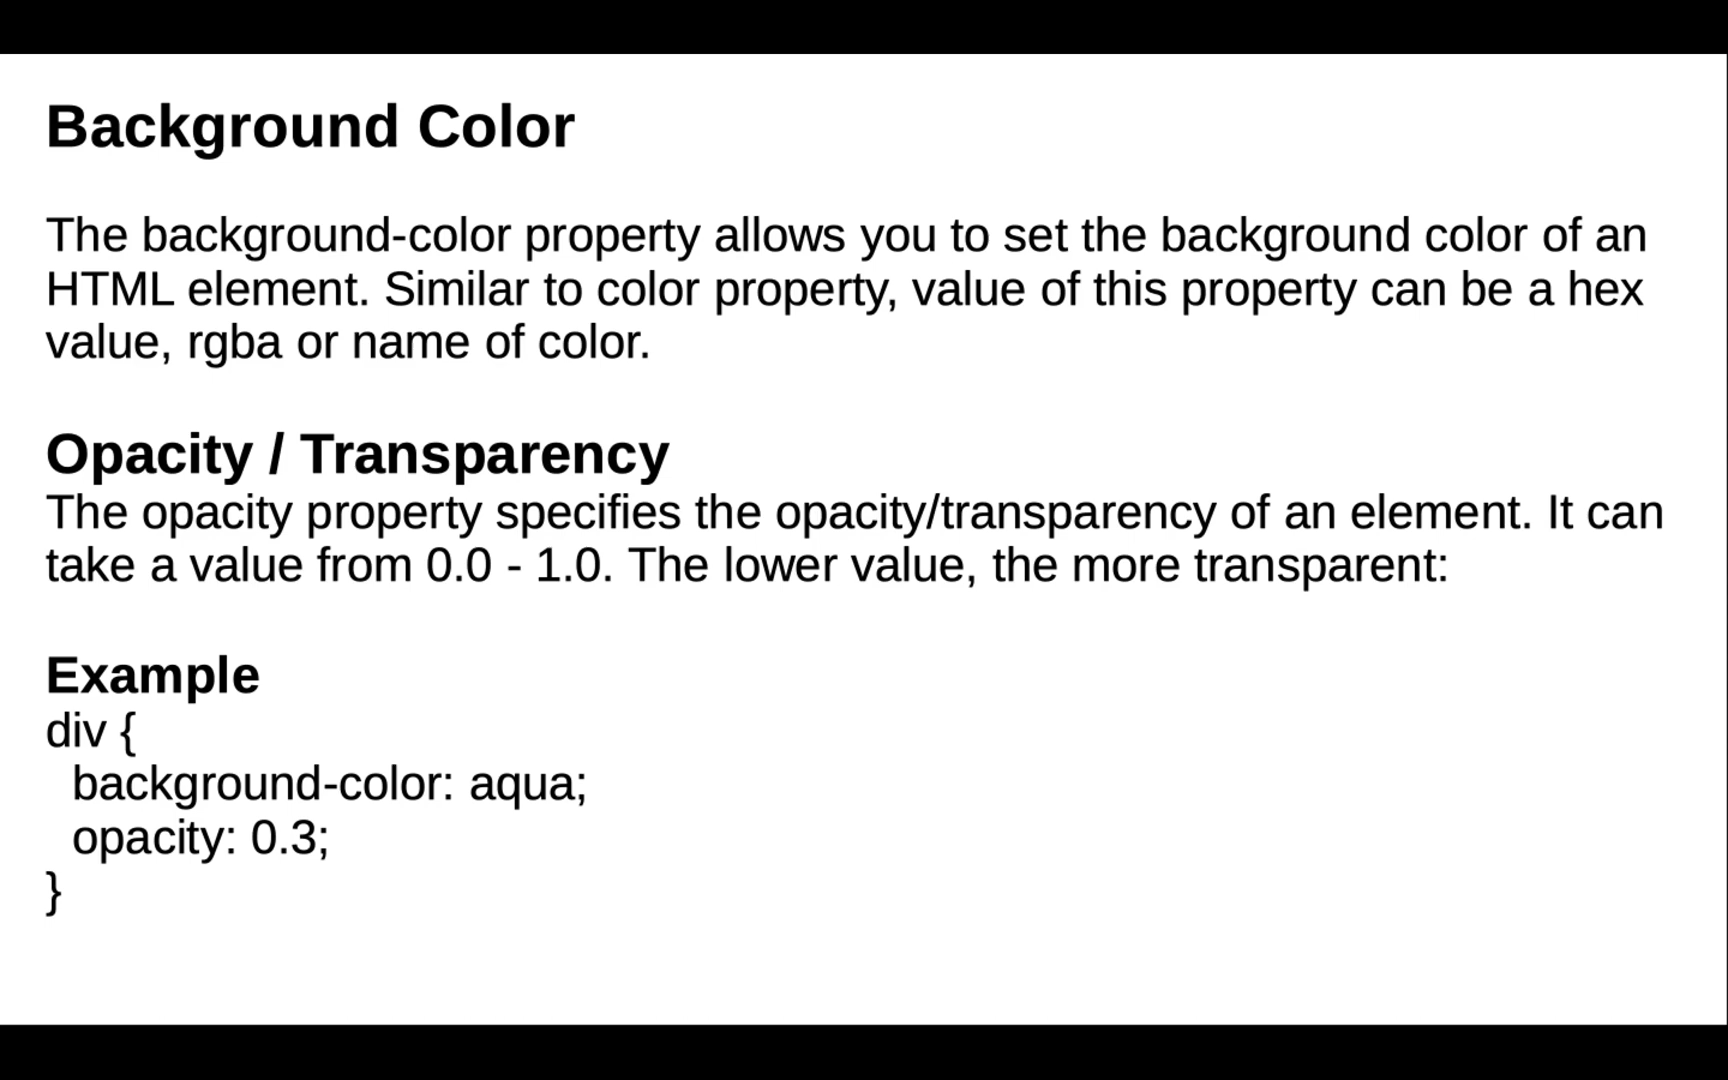 Background Color
The background-color property allows you to set the background color of an
HTML element. Similar to color property, value of this property can be a hex
value, rgba or name of color.
Opacity / Transparency
The opacity property specifies the opacity/transparency of an element. It can
take a value from 0.0 - 1.0. The lower value, the more transparent:
Example
div {
  background-color: aqua;
  opacity: 0.3;
}